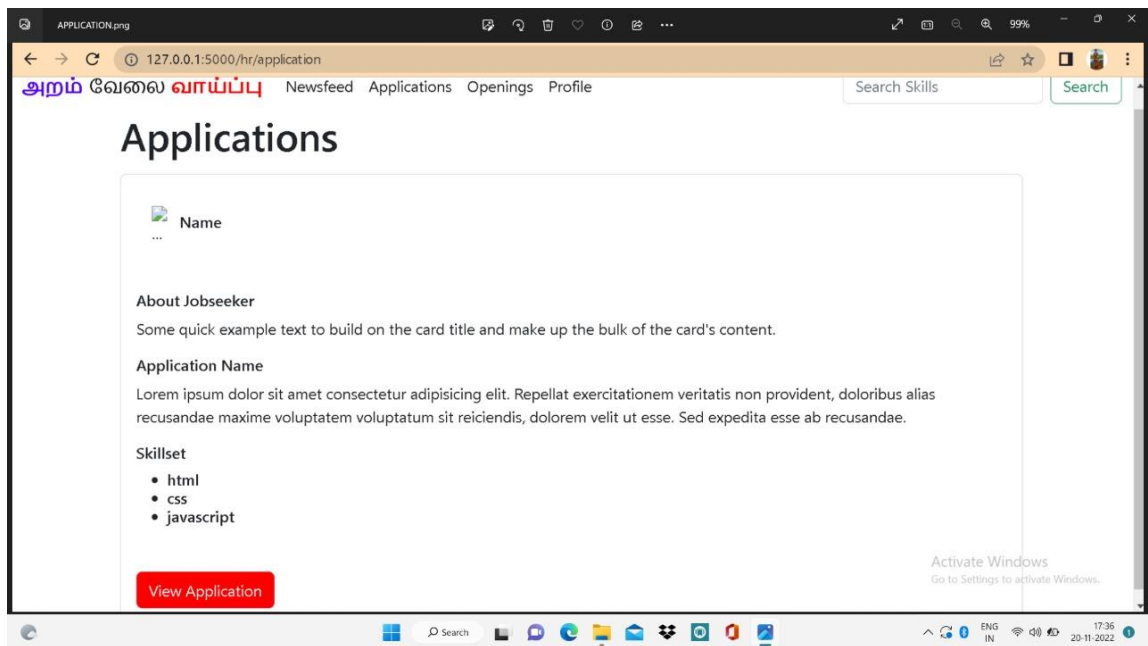 APPLICATION.png
99%
127.0.0.1:5000/hr/application
அறம் வேலை வாய்ப்பு Newsfeed Applications Openings Profile Search Skills Search
Applications
Name
...
About Jobseeker
Some quick example text to build on the card title and make up the bulk of the card's content.
Application Name
Lorem ipsum dolor sit amet consectetur adipisicing elit. Repellat exercitationem veritatis non provident, doloribus alias
recusandae maxime voluptatem voluptatum sit reiciendis, dolorem velit ut esse. Sed expedita esse ab recusandae.
Skillset
html
css
javascript
View Application
Activate Windows
Go to Settings to activate Windows.
Search
ENG
IN
17:36
20-11-2022
1